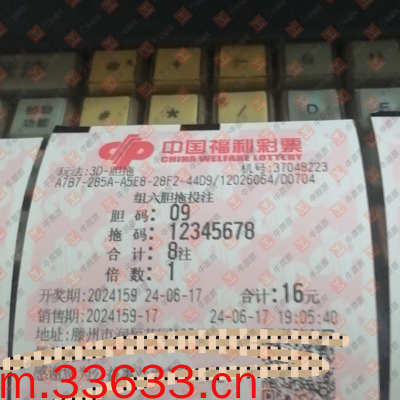 中国福利彩票
CHINA WELFARE LOTTERY
玩法:3D-胆拖 机号:37048223
A7B7-285A-A5E8-28F2-44D9/12026064/D0704
组六胆拖投注
胆 码: 09
拖 码: 12345678
合 计: 8注
倍 数: 1
开奖期:2024159 24-06-17 合计:16元
销售期:2024159-17 24-06-17 19:05:40
地址:滕州市
m.33633.cn